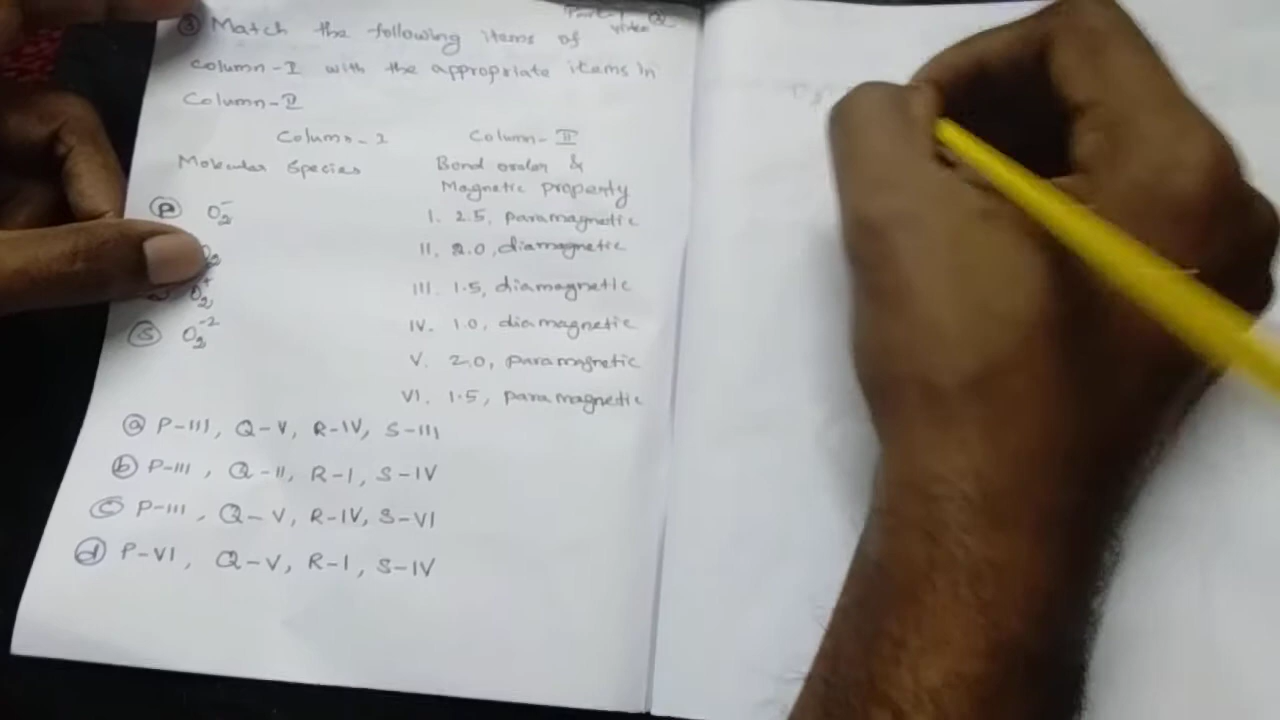 ③ Match the following items of
Column-I with the appropriate items in
Column-II
Column-I Column-II
Molecular Species Bond order &
Magnetic property
Ⓟ O₂⁻ I. 2.5, paramagnetic
O₂ II. 2.0, diamagnetic
O₂⁺ III. 1.5, diamagnetic
Ⓢ O₂⁻² IV. 1.0, diamagnetic
V. 2.0, paramagnetic
VI. 1.5, paramagnetic
ⓐ P-III, Q-V, R-IV, S-III
ⓑ P-III, Q-II, R-I, S-IV
ⓒ P-III, Q-V, R-IV, S-VI
ⓓ P-VI, Q-V, R-I, S-IV